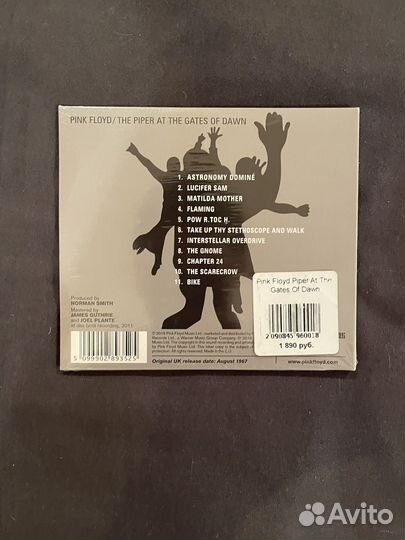 PINK FLOYD/THE PIPER AT THE GATES OF DAWN
1. ASTRONOMY DOMINÉ
2. LUCIFER SAM
3. MATILDA MOTHER
4. FLAMING
5. POW R.TOC H.
6. TAKE UP THY STETHOSCOPE AND WALK
7. INTERSTELLAR OVERDRIVE
8. THE GNOME
9. CHAPTER 24
10. THE SCARECROW
11. BIKE
Produced by
NORMAN SMITH
Mastered by
JAMES GUTHRIE
and JOEL PLANTE
5 099902 893525
Pink Floyd Piper At The
Gates Of Dawn
2 090845 960018
1 890 руб.
Original UK release date: August 1967
www.pinkfloyd.com
Avito